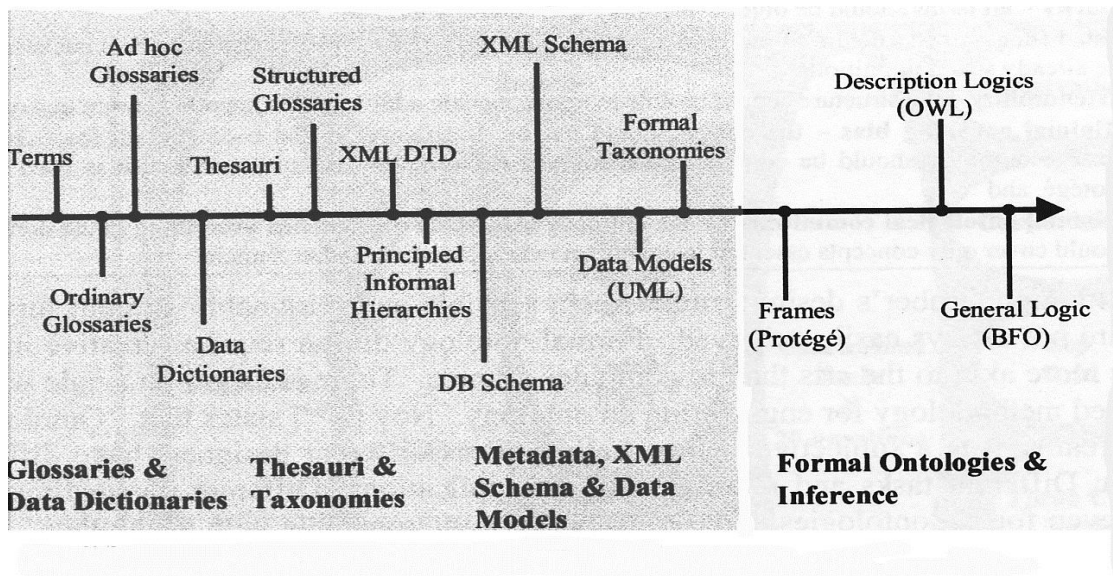 Ad hoc
Glossaries
Structured
Glossaries
XML Schema
Description Logics
(OWL)
Formal
Taxonomies
Terms
Thesauri
XML DTD
Ordinary
Glossaries
Data
Dictionaries
Principled
Informal
Hierarchies
DB Schema
Data Models
(UML)
Frames
(Protégé)
General Logic
(BFO)
Glossaries &
Data Dictionaries
Thesauri &
Taxonomies
Metadata, XML
Schema & Data
Models
Formal Ontologies &
Inference